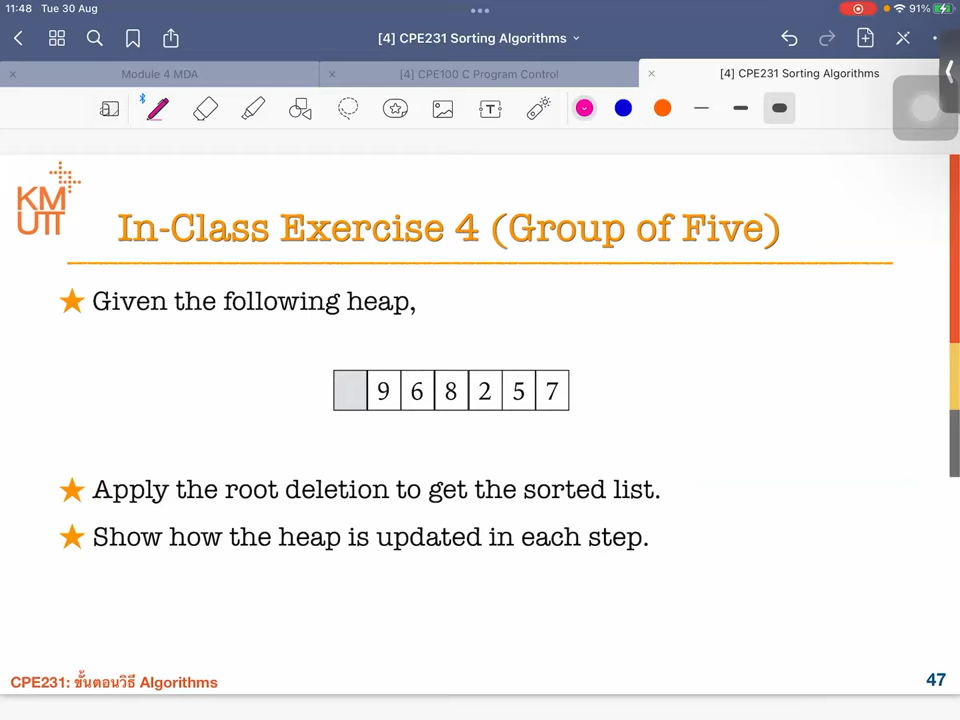 11:48 Tue 30 Aug 91%
[4] CPE231 Sorting Algorithms
Module 4 MDA [4] CPE100 C Program Control [4] CPE231 Sorting Algorithms
T
KM
UTT
In-Class Exercise 4 (Group of Five)
Given the following heap,
9 6 8 2 5 7
Apply the root deletion to get the sorted list.
Show how the heap is updated in each step.
CPE231: ขั้นตอนวิธี Algorithms 47